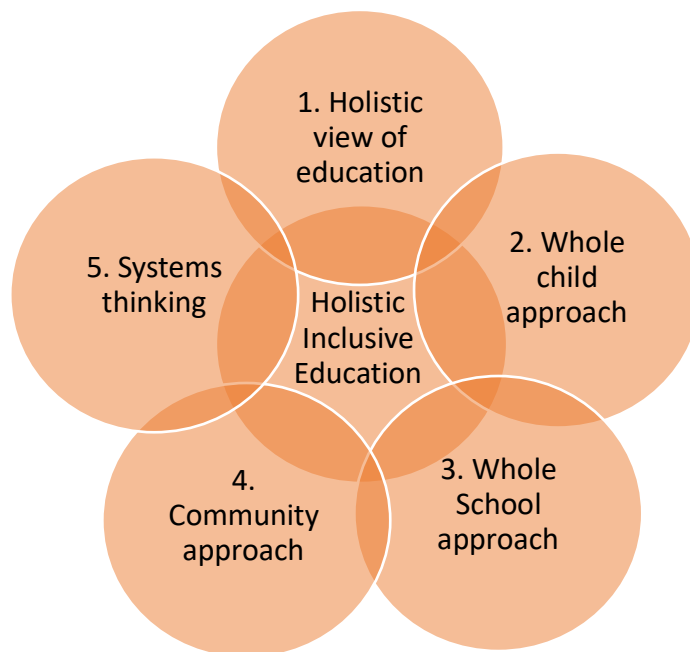 1. Holistic
view of
education
2. Whole
child
approach
3. Whole
School
approach
4.
Community
approach
5. Systems
thinking
Holistic
Inclusive
Education